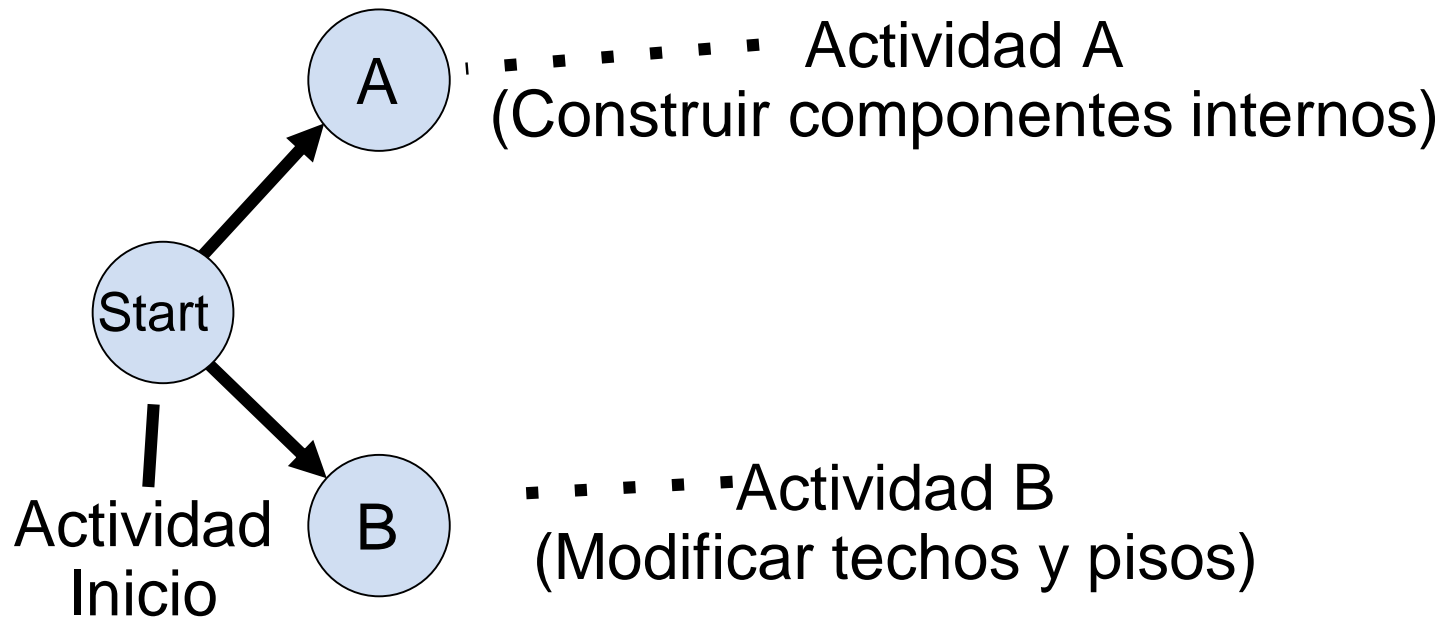 A
Actividad A
(Construir componentes internos)
Start
Actividad
Inicio
B
Actividad B
(Modificar techos y pisos)